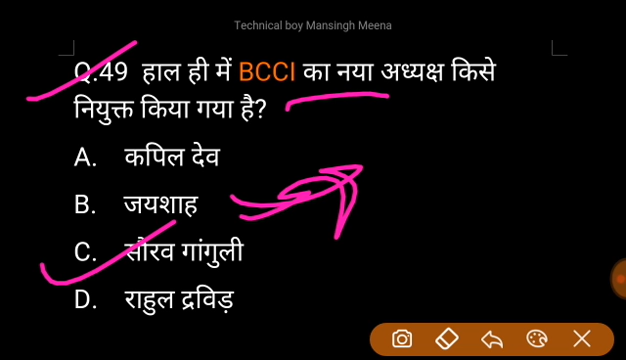 Technical boy Mansingh Meena
Q.49 हाल ही में BCCI का नया अध्यक्ष किसे
नियुक्त किया गया है?
A. कपिल देव
B. जयशाह
C. सौरव गांगुली
D. राहुल द्रविड़